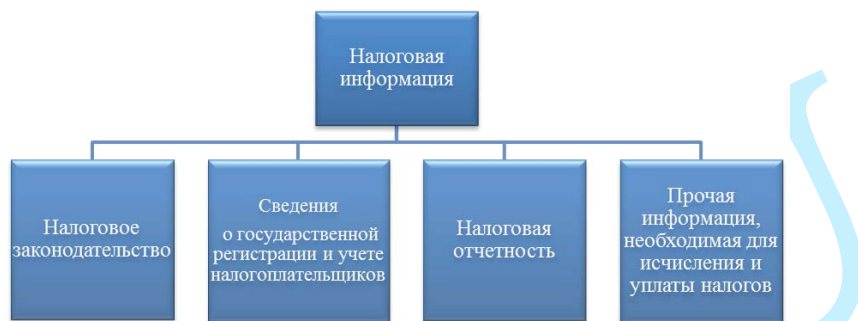 Налоговая
информация
Налоговое
законодательство
Сведения
о государственной
регистрации и учете
налогоплательщиков
Налоговая
отчетность
Прочая
информация,
необходимая для
исчисления и
уплаты налогов